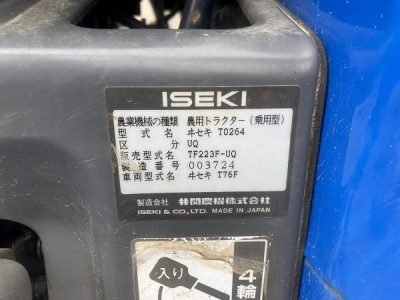 ISEKI
農業機械の種類 農用トラクター(乗用型)
型式名 ヰセキ TO264
区分 UQ
販売型式名 TF223F-UQ
製造番号 003724
車両型式名 ヰセキ T76F
製造会社 井関農機株式会社
ISEKI & CO., LTD. MADE IN JAPAN
入り
4輪